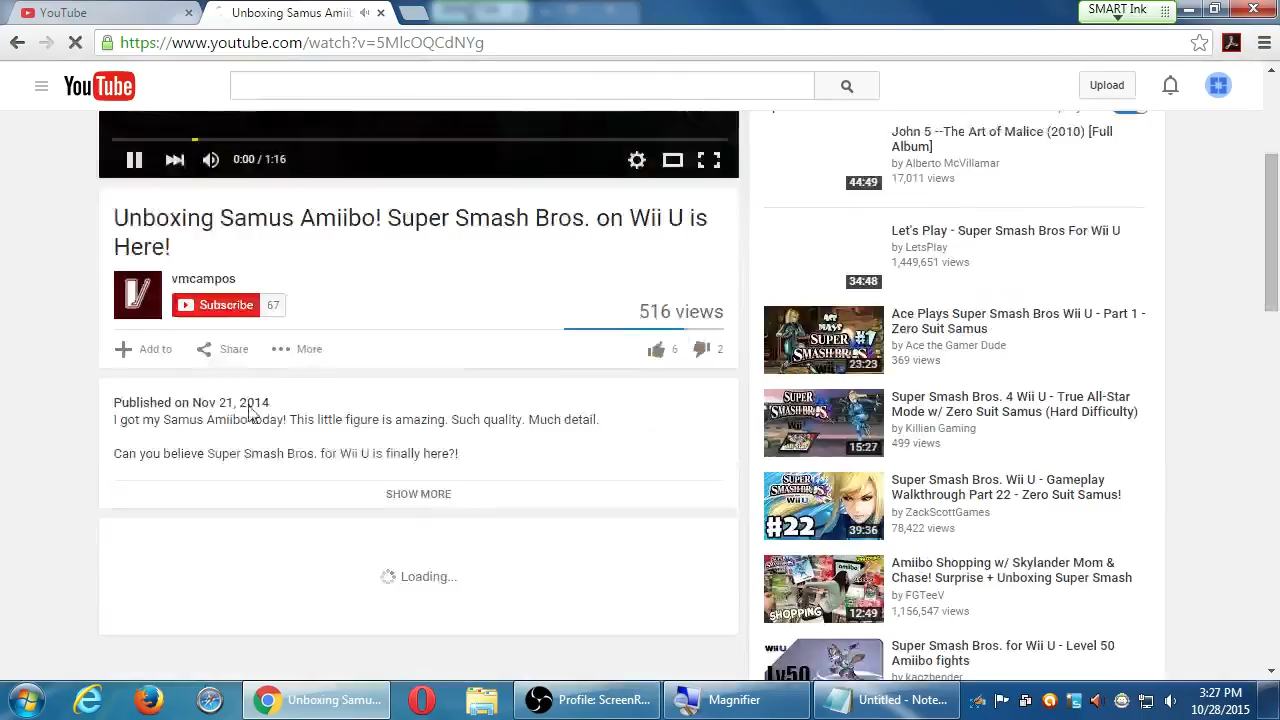 YouTube
Unboxing Samus Amiib
SMART Ink
https://www.youtube.com/watch?v=5MlcOQCdNYg
YouTube
Upload
0:00 / 1:16
John 5 --The Art of Malice (2010) [Full
Album]
by Alberto McVillamar
17,011 views
44:49
Unboxing Samus Amiibo! Super Smash Bros. on Wii U is
Here!
vmcampos
Subscribe 67
516 views
Add to Share More 6 2
Let's Play - Super Smash Bros For Wii U
by LetsPlay
1,449,651 views
34:48
Ace Plays Super Smash Bros Wii U - Part 1 -
Zero Suit Samus
by Ace the Gamer Dude
369 views
#1
23:23
Published on Nov 21, 2014
I got my Samus Amiibo today! This little figure is amazing. Such quality. Much detail.
Can you believe Super Smash Bros. for Wii U is finally here?!
SHOW MORE
Super Smash Bros. 4 Wii U - True All-Star
Mode w/ Zero Suit Samus (Hard Difficulty)
by Killian Gaming
499 views
15:27
Super Smash Bros. Wii U - Gameplay
Walkthrough Part 22 - Zero Suit Samus!
by ZackScottGames
78,422 views
#22
39:36
Loading...
Amiibo Shopping w/ Skylander Mom &
Chase! Surprise + Unboxing Super Smash
by FGTeeV
1,156,547 views
SHOPPING
12:49
Super Smash Bros. for Wii U - Level 50
Amiibo fights
by kaozbender
Wii U
Lv50
Unboxing Samu...
Profile: ScreenR...
Magnifier
Untitled - Note...
3:27 PM
10/28/2015